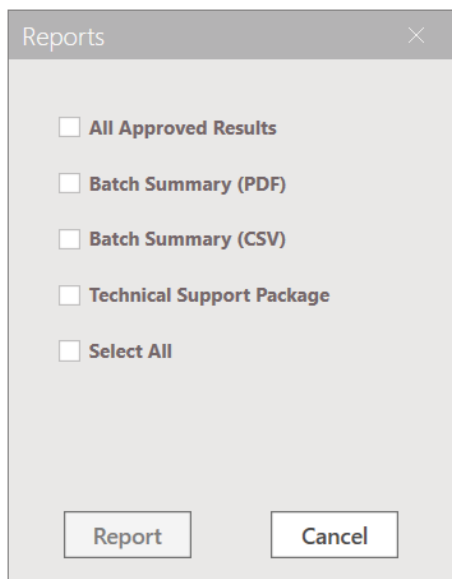 Reports
All Approved Results
Batch Summary (PDF)
Batch Summary (CSV)
Technical Support Package
Select All
Report Cancel